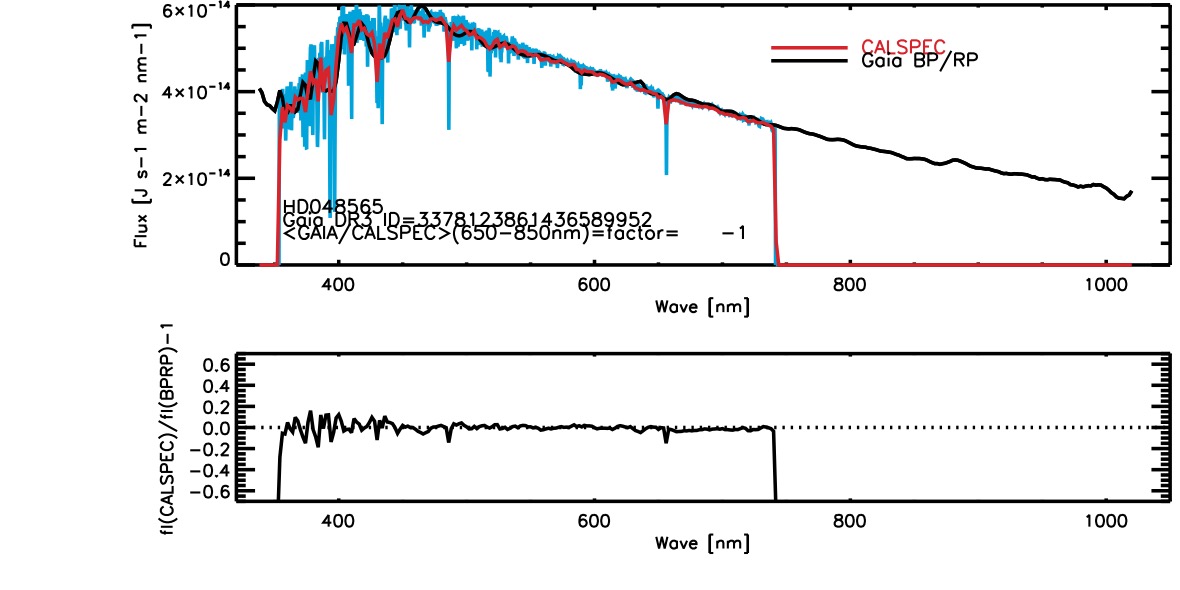 6×10−14
4×10−14
2×10−14
0
Flux [J s−1 m−2 nm−1]
CALSPEC
Gaia BP/RP
HD048565
Gaia DR3 ID=3378123861436589952
<GAIA/CALSPEC>(650−850nm)=factor= −1
400 600 800 1000
Wave [nm]
fl(CALSPEC)/fl(BPRP)−1
0.6
0.4
0.2
0.0
−0.2
−0.4
−0.6
400 600 800 1000
Wave [nm]